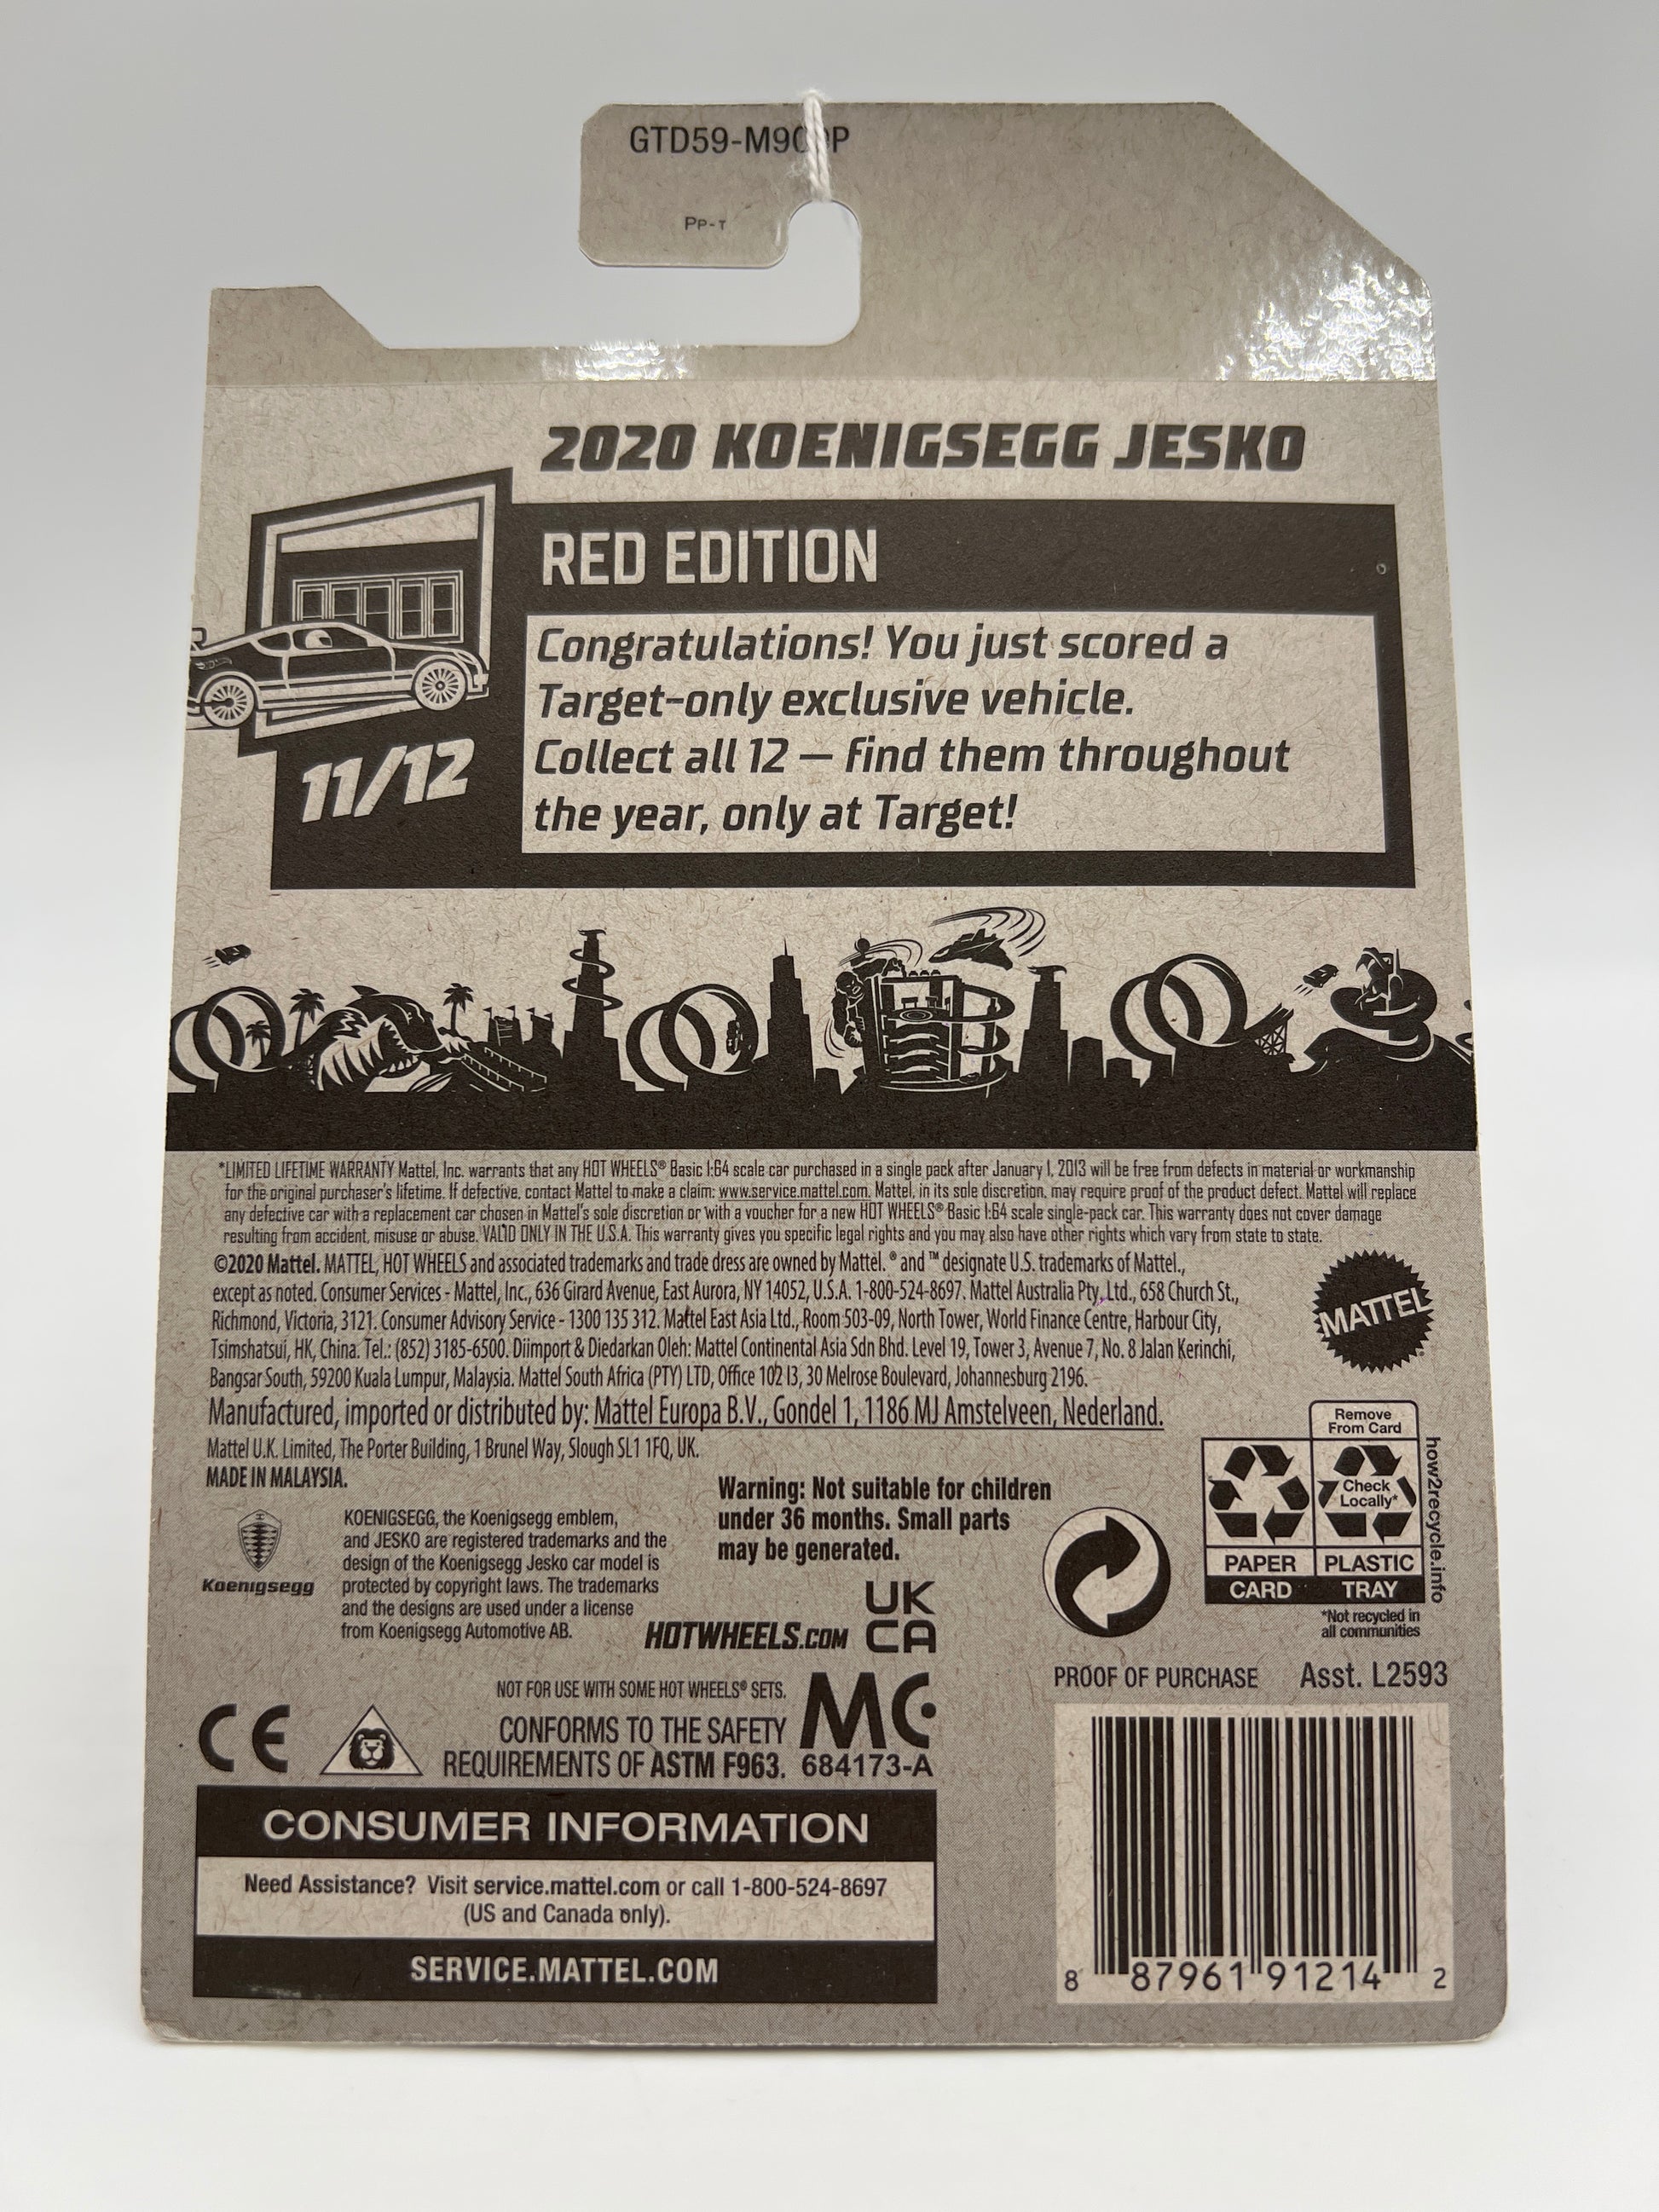 GTD59-M9
PP-T
2020 KOENIGSEGG JESKO
RED EDITION
Congratulations! You just scored a
Target-only exclusive vehicle.
Collect all 12 – find them throughout
the year, only at Target!
11/12
*LIMITED LIFETIME WARRANTY Mattel, Inc. warrants that any HOT WHEELS® Basic 1:64 scale car purchased in a single pack after January 1, 2013 will be free from defects in material or workmanship
for the original purchaser's lifetime. If defective, contact Mattel to make a claim: www.service.mattel.com. Mattel, in its sole discretion, may require proof of the product defect. Mattel will replace
any defective car with a replacement car chosen in Mattel's sole discretion or with a voucher for a new HOT WHEELS® Basic 1:64 scale single-pack car. This warranty does not cover damage
resulting from accident, misuse or abuse. VALID ONLY IN THE U.S.A. This warranty gives you specific legal rights and you may also have other rights which vary from state to state.
©2020 Mattel. MATTEL, HOT WHEELS and associated trademarks and trade dress are owned by Mattel. ® and ™ designate U.S. trademarks of Mattel.,
except as noted. Consumer Services - Mattel, Inc., 636 Girard Avenue, East Aurora, NY 14052, U.S.A. 1-800-524-8697. Mattel Australia Pty., Ltd., 658 Church St.,
Richmond, Victoria, 3121. Consumer Advisory Service - 1300 135 312. Mattel East Asia Ltd., Room 503-09, North Tower, World Finance Centre, Harbour City,
Tsimshatsui, HK, China. Tel.: (852) 3185-6500. Diimport & Diedarkan Oleh: Mattel Continental Asia Sdn Bhd. Level 19, Tower 3, Avenue 7, No. 8 Jalan Kerinchi,
Bangsar South, 59200 Kuala Lumpur, Malaysia. Mattel South Africa (PTY) LTD, Office 102 I3, 30 Melrose Boulevard, Johannesburg 2196.
Manufactured, imported or distributed by: Mattel Europa B.V., Gondel 1, 1186 MJ Amstelveen, Nederland.
Mattel U.K. Limited, The Porter Building, 1 Brunel Way, Slough SL1 1FQ, UK.
MADE IN MALAYSIA.
MATTEL
Remove
From Card
Check
Locally*
PAPER
CARD
PLASTIC
TRAY
how2recycle.info
*Not recycled in
all communities
Koenigsegg
KOENIGSEGG, the Koenigsegg emblem,
and JESKO are registered trademarks and the
design of the Koenigsegg Jesko car model is
protected by copyright laws. The trademarks
and the designs are used under a license
from Koenigsegg Automotive AB.
Warning: Not suitable for children
under 36 months. Small parts
may be generated.
HOTWHEELS.COM
UK
CA
NOT FOR USE WITH SOME HOT WHEELS® SETS.
CONFORMS TO THE SAFETY
REQUIREMENTS OF ASTM F963.
CE
MC
684173-A
PROOF OF PURCHASE
Asst. L2593
8 87961 91214 2
CONSUMER INFORMATION
Need Assistance? Visit service.mattel.com or call 1-800-524-8697
(US and Canada only).
SERVICE.MATTEL.COM